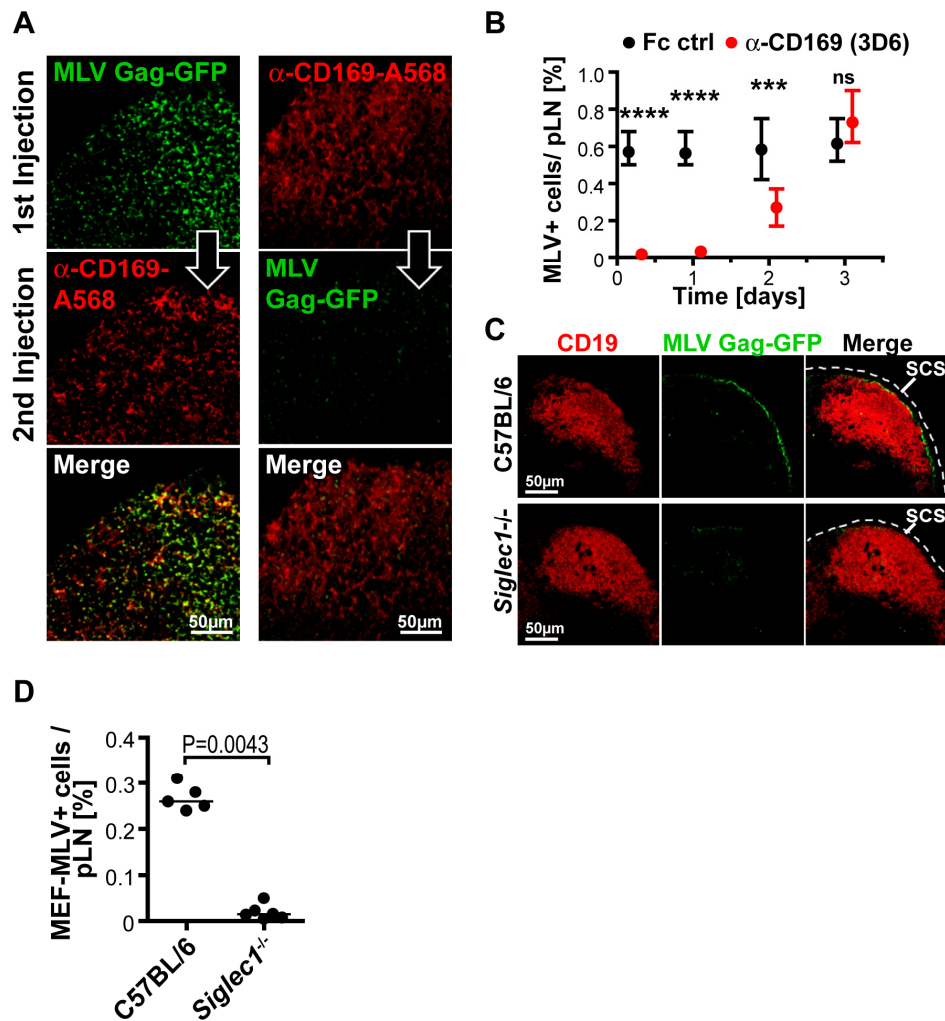 A
1st Injection
MLV Gag-GFP
α-CD169-A568
2nd Injection
α-CD169-
A568
MLV
Gag-GFP
Merge
50µm
Merge
50µm
B
Fc ctrl
α-CD169 (3D6)
MLV+ cells/ pLN [%]
1.0
0.8
0.6
0.4
0.2
0
****
****
***
ns
0
1
2
3
Time [days]
C
CD19
MLV Gag-GFP
Merge
C57BL/6
50µm
SCS
Siglec1-/-
50µm
SCS
D
MEF-MLV+ cells /
pLN [%]
0.4
0.3
0.2
0.1
0
P=0.0043
C57BL/6
Siglec1-/-